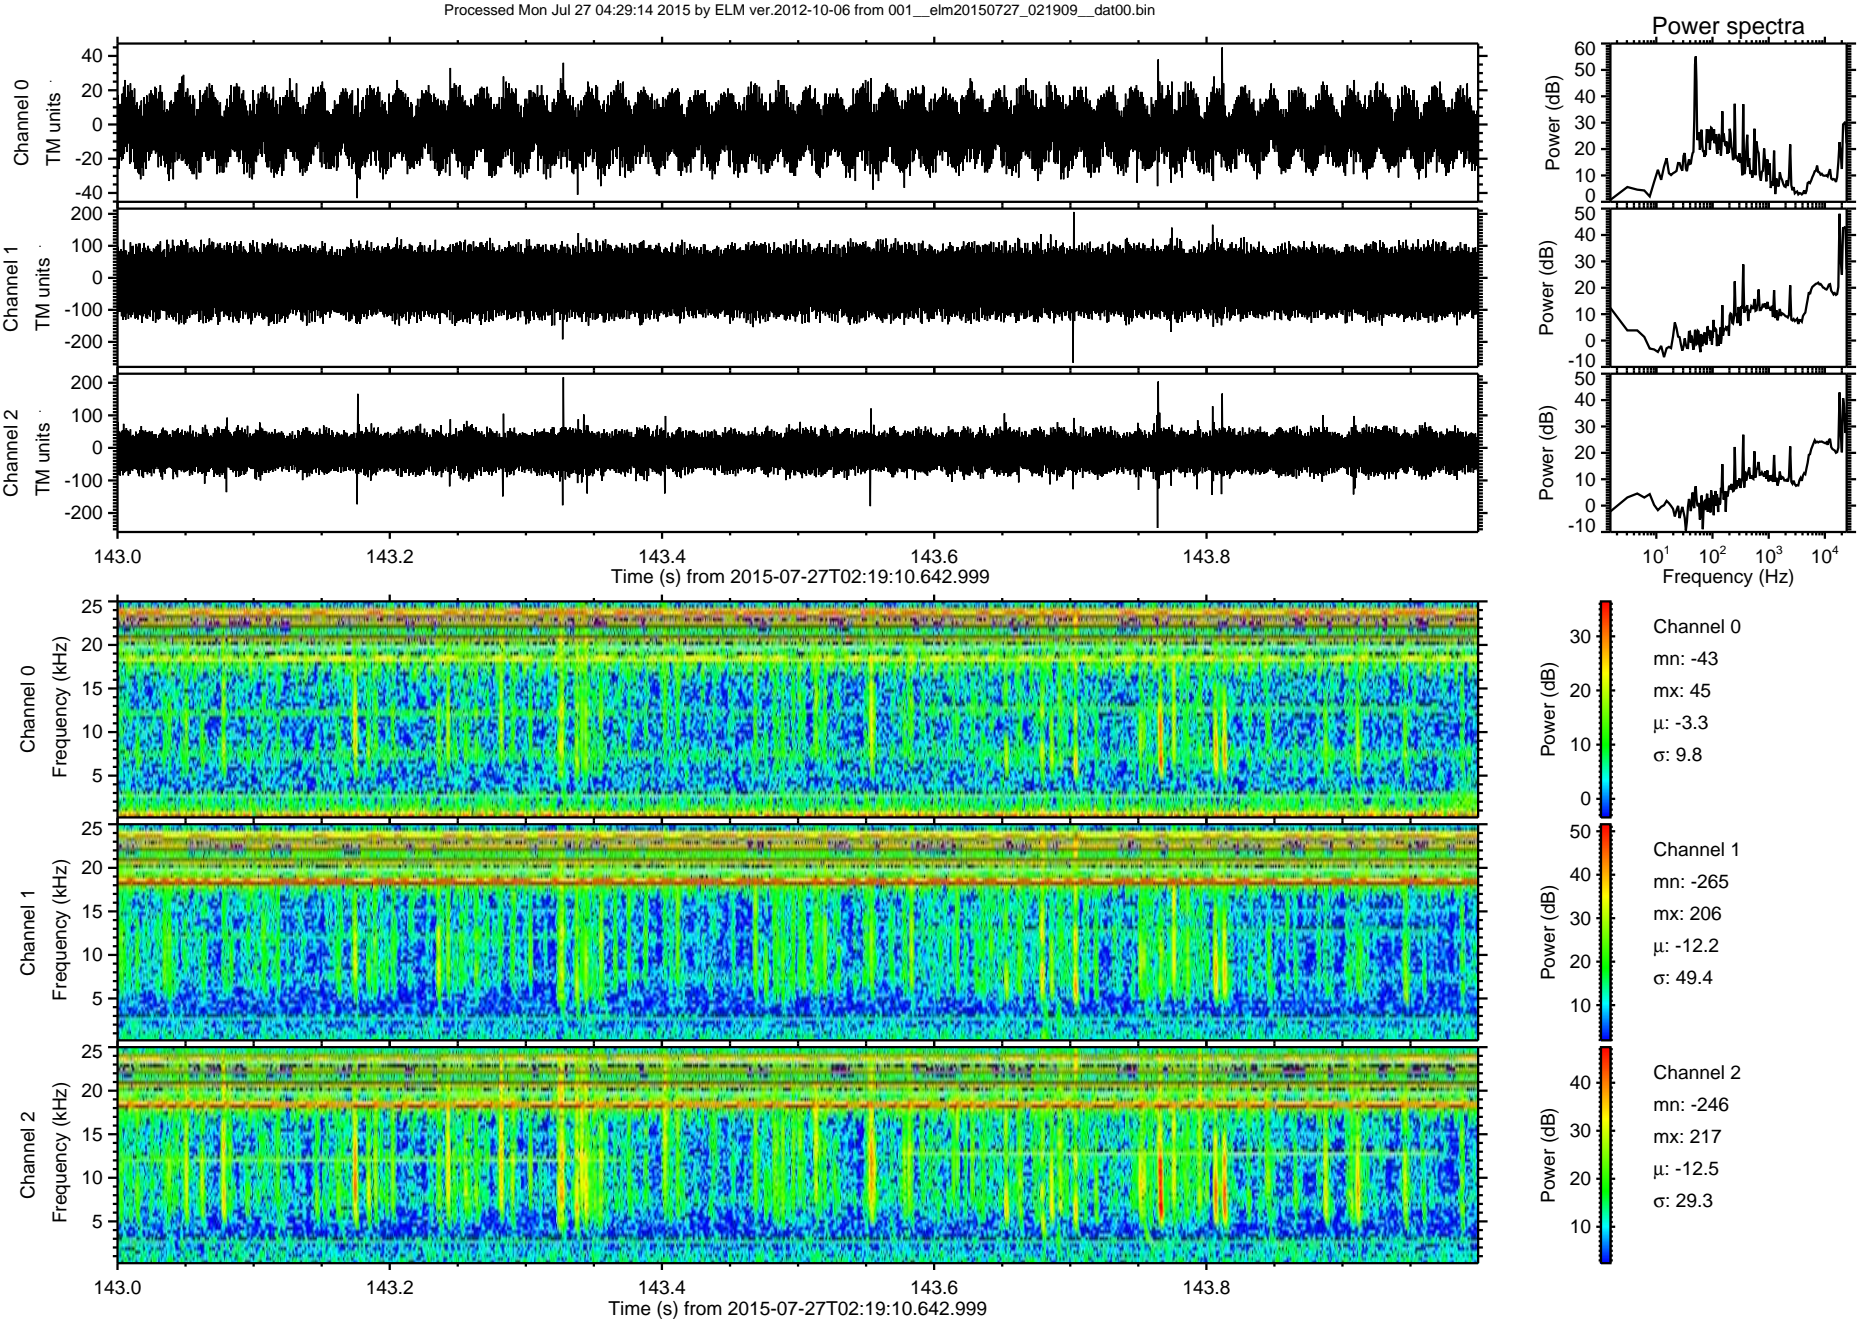 Processed Mon Jul 27 04:29:14 2015 by ELM ver.2012-10-06 from 001__elm20150727_021909__dat00.bin
Power spectra
Channel 0
TM units
40
20
0
-20
-40
Power (dB)
60
50
40
30
20
10
0
Channel 1
TM units
200
100
0
-100
-200
Power (dB)
50
40
30
20
10
0
-10
Channel 2
TM units
200
100
0
-100
-200
Power (dB)
50
40
30
20
10
0
-10
143.0 143.2 143.4 143.6 143.8
Time (s) from 2015-07-27T02:19:10.642.999
10¹ 10² 10³ 10⁴
Frequency (Hz)
Channel 0
Frequency (kHz)
25
20
15
10
5
Power (dB)
30
20
10
0
Channel 0
mn: -43
mx: 45
μ: -3.3
σ: 9.8
Channel 1
Frequency (kHz)
25
20
15
10
5
Power (dB)
50
40
30
20
10
Channel 1
mn: -265
mx: 206
μ: -12.2
σ: 49.4
Channel 2
Frequency (kHz)
25
20
15
10
5
Power (dB)
40
30
20
10
Channel 2
mn: -246
mx: 217
μ: -12.5
σ: 29.3
143.0 143.2 143.4 143.6 143.8
Time (s) from 2015-07-27T02:19:10.642.999